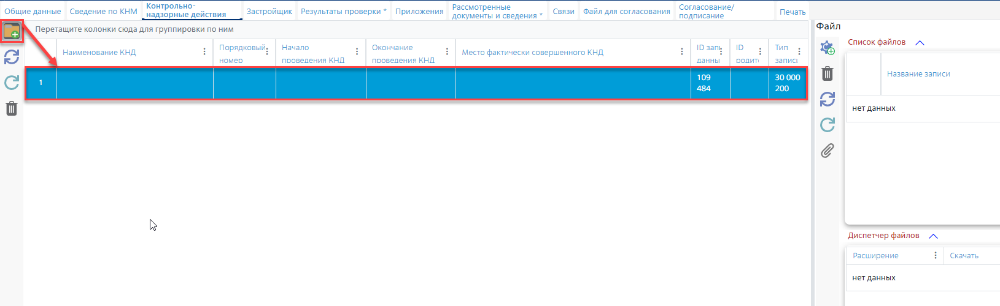 Общие данные
Сведение по КНМ
Контрольно-
надзорные действия
Застройщик
Результаты проверки *
Приложения
Рассмотренные
документы и сведения *
Связи
Файл для согласования
Согласование/
подписание
Печать
Перетащите колонки сюда для группировки по ним
Наименование КНД
Порядковый
номер
Начало
проведения КНД
Окончание
проведения КНД
Место фактически совершенного КНД
ID запи
данны
ID
родит
Тип
записи
1
109
484
30 000
200
Файл
Список файлов
Название записи
нет данных
Диспетчер файлов
Расширение
Скачать
нет данных